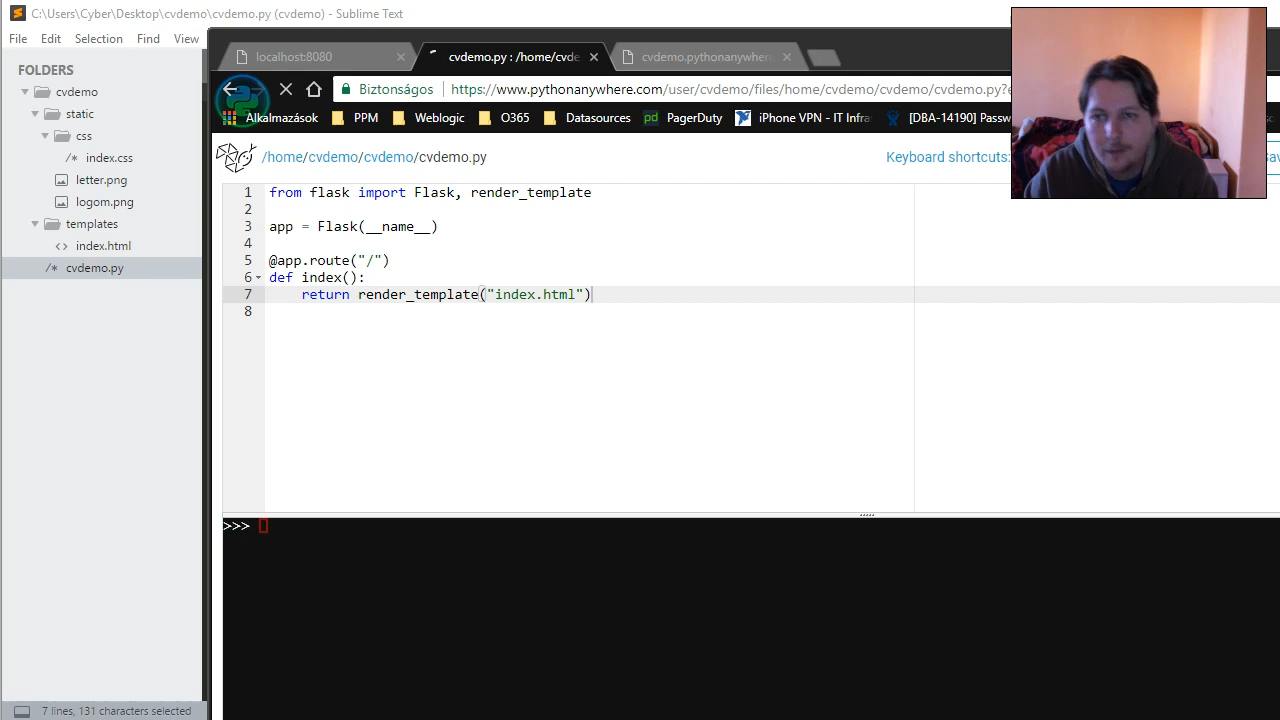 C:\Users\Cyber\Desktop\cvdemo\cvdemo.py (cvdemo) - Sublime Text
File Edit Selection Find View
FOLDERS
cvdemo
static
css
/* index.css
letter.png
logom.png
templates
<> index.html
/* cvdemo.py
7 lines, 131 characters selected
localhost:8080
cvdemo.py : /home/cvde
cvdemo.pythonanywher
Biztonságos
https://www.pythonanywhere.com/user/cvdemo/files/home/cvdemo/cvdemo/cvdemo.py?e
Alkalmazások PPM Weblogic O365 Datasources pd PagerDuty iPhone VPN - IT Infra [DBA-14190] Passw
/home/cvdemo/cvdemo/cvdemo.py
Keyboard shortcuts:
1 from flask import Flask, render_template
2
3 app = Flask(__name__)
4
5 @app.route("/")
6 def index():
7 return render_template("index.html")
8
>>>